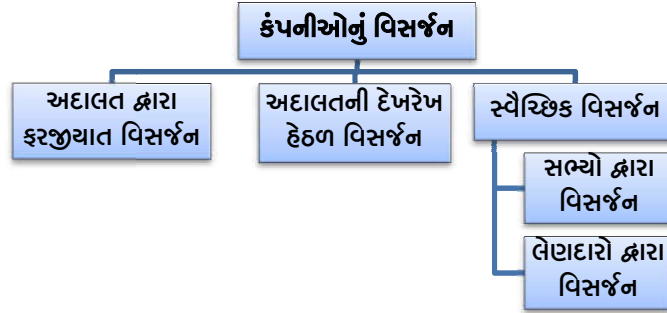 કંપનીઓનું વિસર્જન
અદાલત દ્વારા
ફરજીયાત વિસર્જન
અદાલતની દેખરેખ
હેઠળ વિસર્જન
સ્વૈચ્છિક વિસર્જન
સભ્યો દ્વારા
વિસર્જન
લેણદારો દ્વારા
વિસર્જન